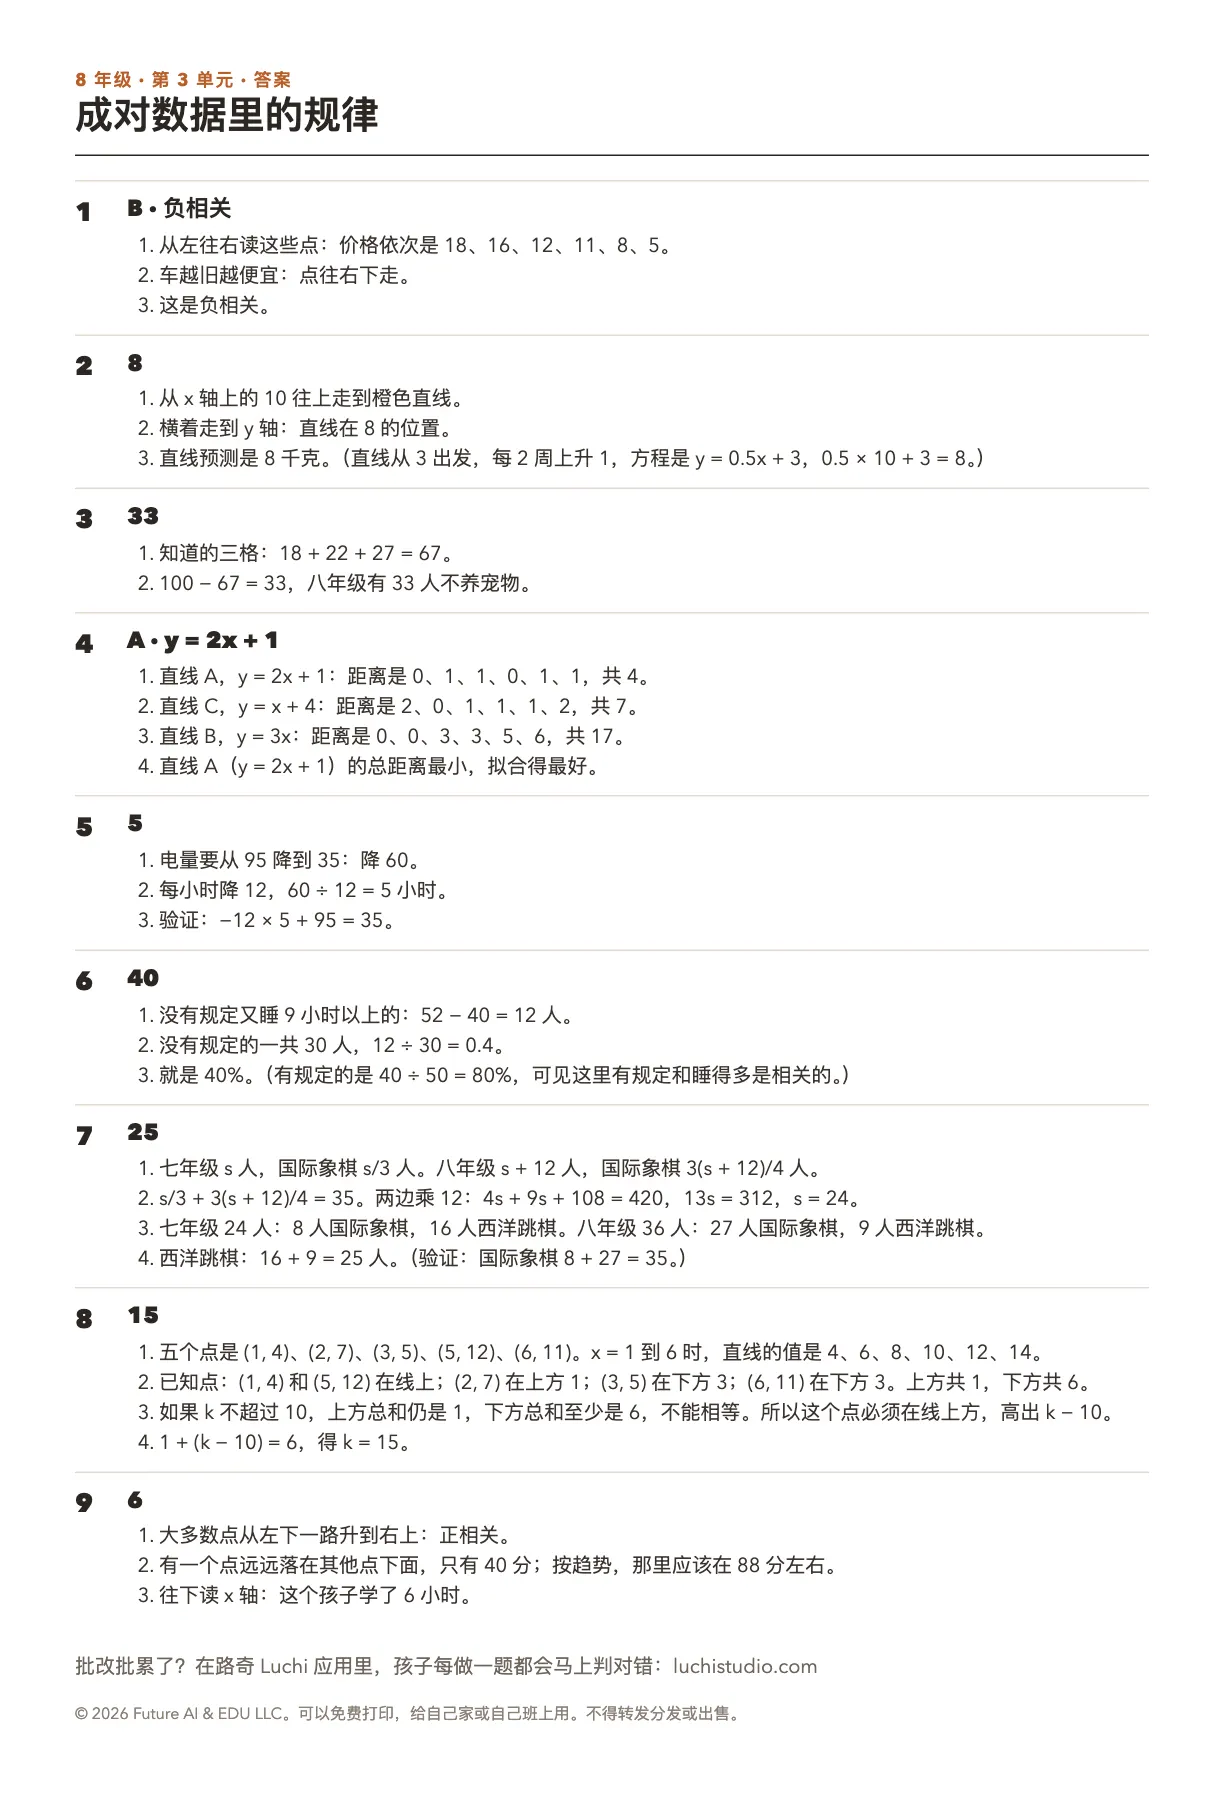 8 年级 · 第 3 单元 · 答案
成对数据里的规律
1 B · 负相关
1. 从左往右读这些点：价格依次是 18、16、12、11、8、5。
2. 车越旧越便宜：点往右下走。
3. 这是负相关。
2 8
1. 从 x 轴上的 10 往上走到橙色直线。
2. 横着走到 y 轴：直线在 8 的位置。
3. 直线预测是 8 千克。（直线从 3 出发，每 2 周上升 1，方程是 y = 0.5x + 3，0.5 × 10 + 3 = 8。）
3 33
1. 知道的三格：18 + 22 + 27 = 67。
2. 100 − 67 = 33，八年级有 33 人不养宠物。
4 A · y = 2x + 1
1. 直线 A，y = 2x + 1：距离是 0、1、1、0、1、1，共 4。
2. 直线 C，y = x + 4：距离是 2、0、1、1、1、2，共 7。
3. 直线 B，y = 3x：距离是 0、0、3、3、5、6，共 17。
4. 直线 A（y = 2x + 1）的总距离最小，拟合得最好。
5 5
1. 电量要从 95 降到 35：降 60。
2. 每小时降 12，60 ÷ 12 = 5 小时。
3. 验证：−12 × 5 + 95 = 35。
6 40
1. 没有规定又睡 9 小时以上的：52 − 40 = 12 人。
2. 没有规定的一共 30 人，12 ÷ 30 = 0.4。
3. 就是 40%。（有规定的是 40 ÷ 50 = 80%，可见这里有规定和睡得多是相关的。）
7 25
1. 七年级 s 人，国际象棋 s/3 人。八年级 s + 12 人，国际象棋 3(s + 12)/4 人。
2. s/3 + 3(s + 12)/4 = 35。两边乘 12：4s + 9s + 108 = 420，13s = 312，s = 24。
3. 七年级 24 人：8 人国际象棋，16 人西洋跳棋。八年级 36 人：27 人国际象棋，9 人西洋跳棋。
4. 西洋跳棋：16 + 9 = 25 人。（验证：国际象棋 8 + 27 = 35。）
8 15
1. 五个点是 (1, 4)、(2, 7)、(3, 5)、(5, 12)、(6, 11)。x = 1 到 6 时，直线的值是 4、6、8、10、12、14。
2. 已知点：(1, 4) 和 (5, 12) 在线上；(2, 7) 在上方 1；(3, 5) 在下方 3；(6, 11) 在下方 3。上方共 1，下方共 6。
3. 如果 k 不超过 10，上方总和仍是 1，下方总和至少是 6，不能相等。所以这个点必须在线上方，高出 k − 10。
4. 1 + (k − 10) = 6，得 k = 15。
9 6
1. 大多数点从左下一路升到右上：正相关。
2. 有一个点远远落在其他点下面，只有 40 分；按趋势，那里应该在 88 分左右。
3. 往下读 x 轴：这个孩子学了 6 小时。
批改批累了？在路奇 Luchi 应用里，孩子每做一题都会马上判对错：luchistudio.com
© 2026 Future AI & EDU LLC。可以免费打印，给自己家或自己班上用。不得转发分发或出售。